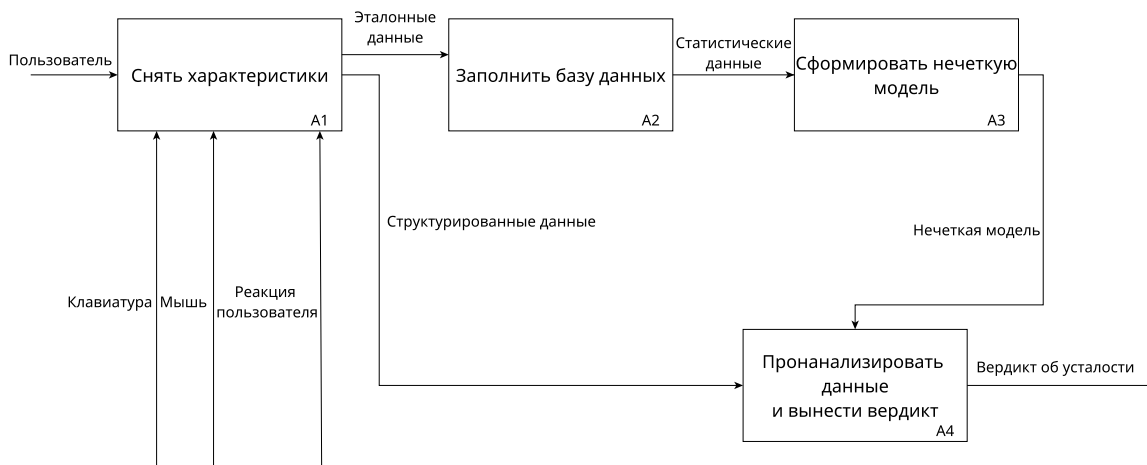 Эталонные
данные
Пользователь
Снять характеристики
A1
Заполнить базу данных
A2
Статистические
данные
Сформировать нечеткую
модель
A3
Структурированные данные
Нечеткая модель
Клавиатура
Мышь
Реакция
пользователя
Пронанализировать
данные
и вынести вердикт
A4
Вердикт об усталости